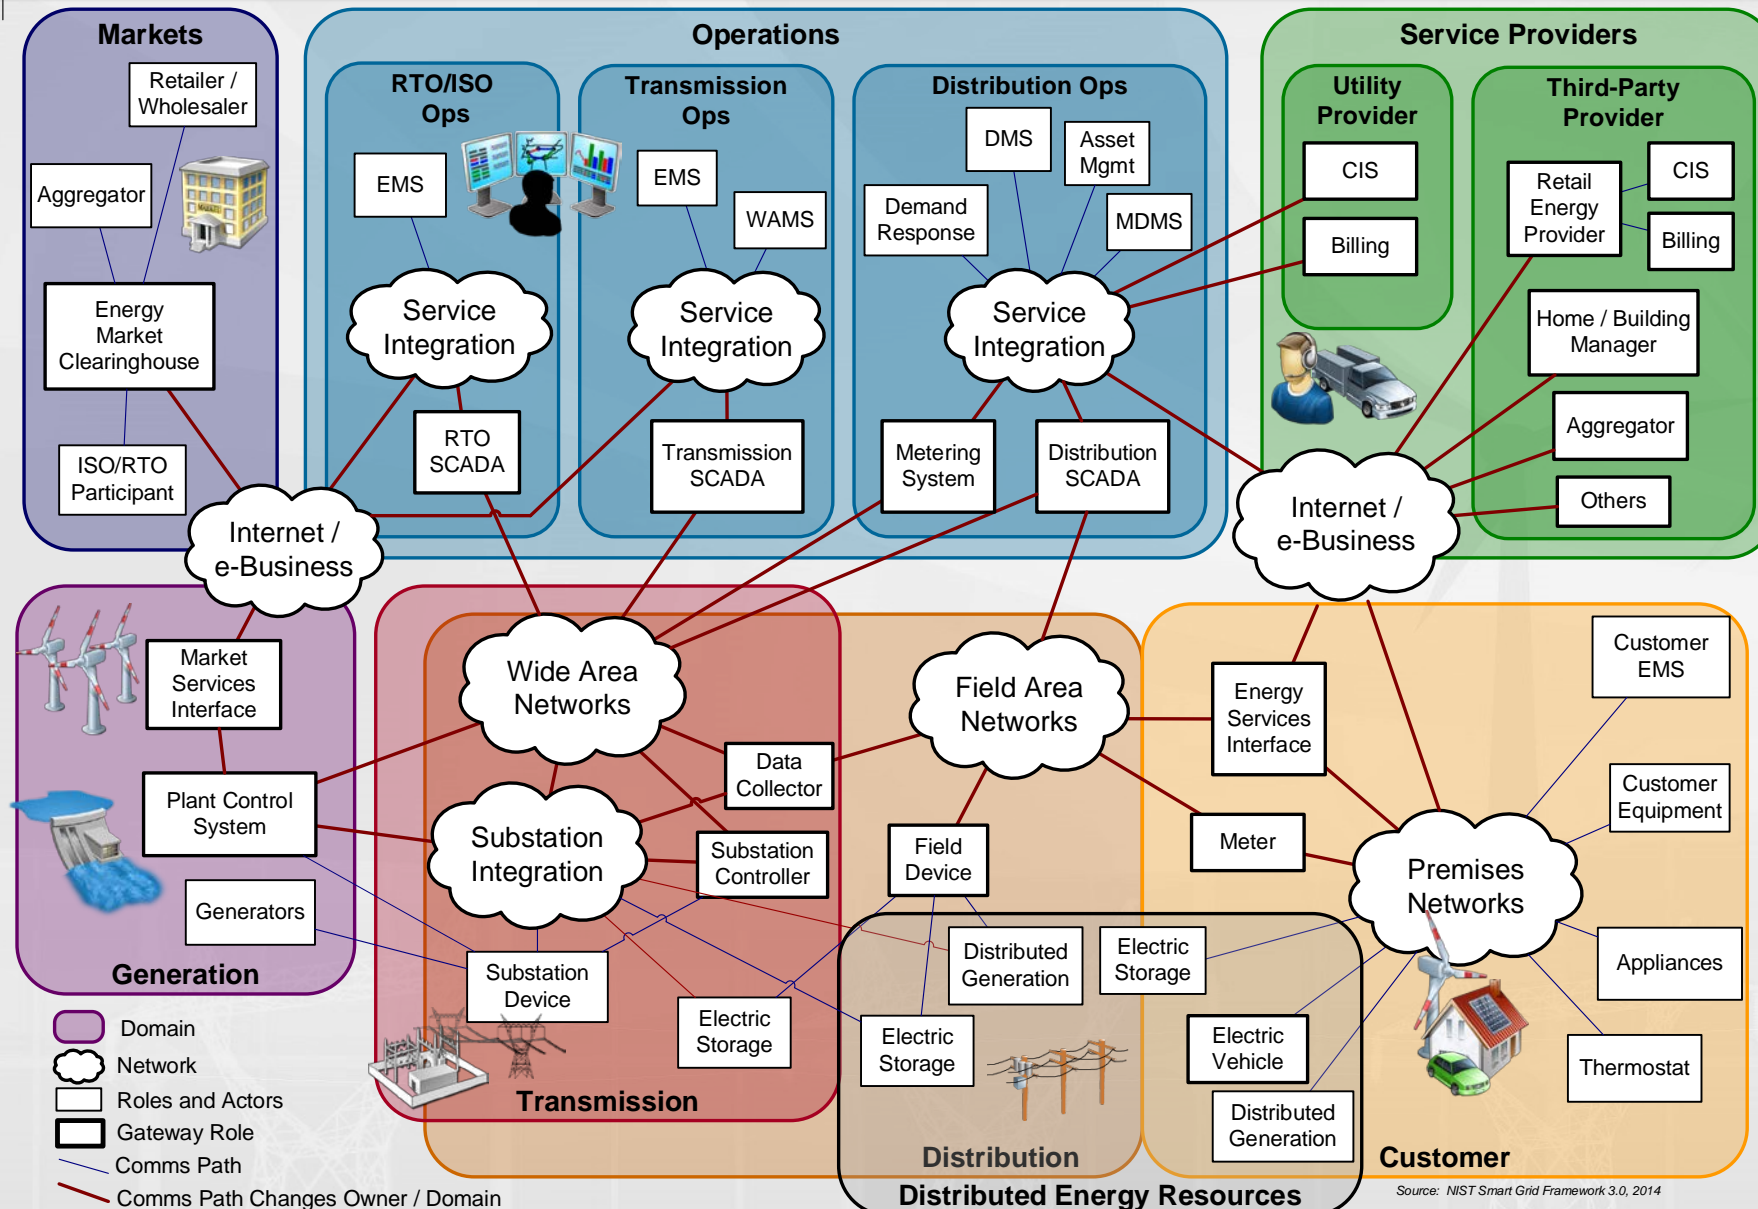 Markets
Retailer /
Wholesaler
Aggregator
MARKET
Energy
Market
Clearinghouse
ISO/RTO
Participant
Operations
RTO/ISO
Ops
EMS
Service
Integration
RTO
SCADA
Transmission
Ops
EMS
WAMS
Service
Integration
Transmission
SCADA
Distribution Ops
DMS
Asset
Mgmt
Demand
Response
MDMS
Service
Integration
Metering
System
Distribution
SCADA
Service Providers
Utility
Provider
CIS
Billing
Third-Party
Provider
Retail
Energy
Provider
CIS
Billing
Home / Building
Manager
Aggregator
Others
Internet /
e-Business
Internet /
e-Business
Market
Services
Interface
Plant Control
System
Generators
Generation
Wide Area
Networks
Data
Collector
Substation
Integration
Substation
Controller
Substation
Device
Electric
Storage
Transmission
Field Area
Networks
Field
Device
Distributed
Generation
Electric
Storage
Distribution
Energy
Services
Interface
Meter
Premises
Networks
Customer
EMS
Customer
Equipment
Appliances
Thermostat
Electric
Storage
Electric
Vehicle
Distributed
Generation
Customer
Distributed Energy Resources
Domain
Network
Roles and Actors
Gateway Role
Comms Path
Comms Path Changes Owner / Domain
Source: NIST Smart Grid Framework 3.0, 2014